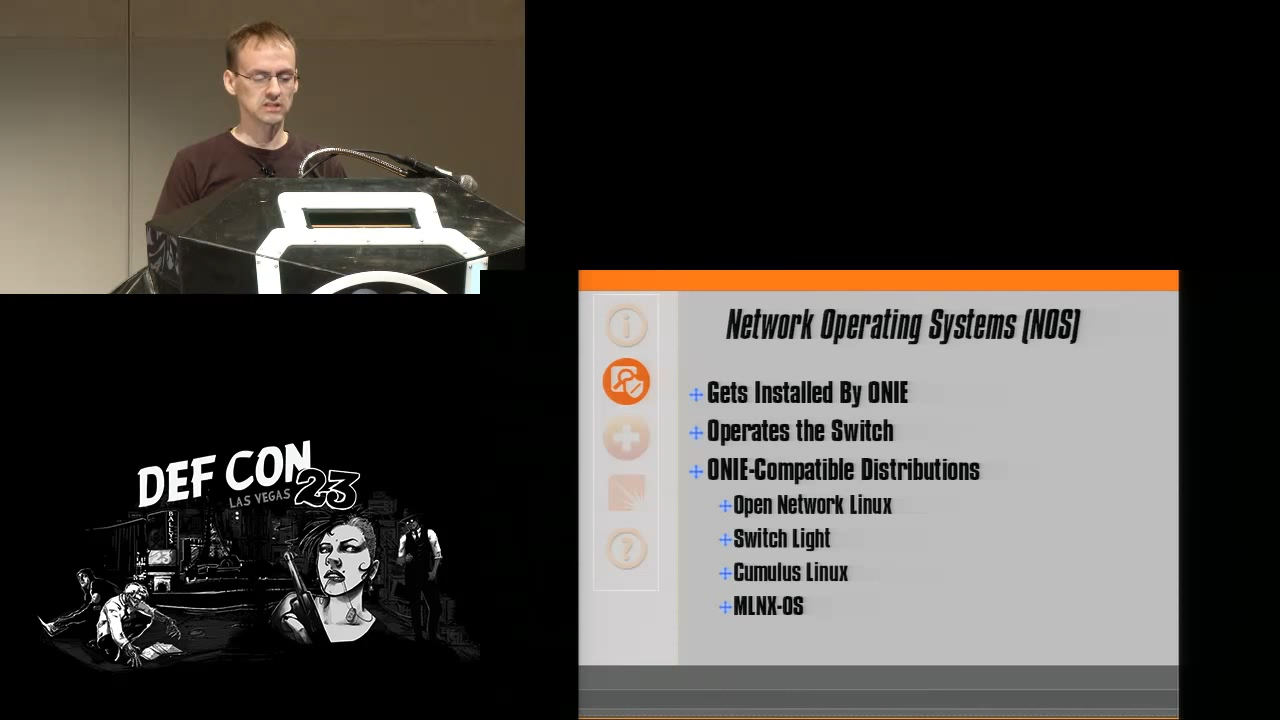 Network Operating Systems (NOS)
Gets Installed By ONIE
Operates the Switch
ONIE-Compatible Distributions
Open Network Linux
Switch Light
Cumulus Linux
MLNX-OS
DEF CON
LAS VEGAS 23
BALLYS